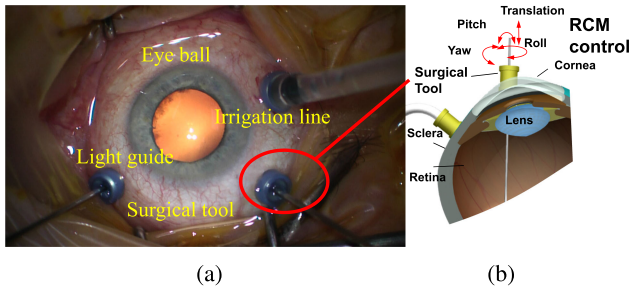 Eye ball
Irrigation line
Light guide
Surgical tool
(a)
Translation
Pitch
Roll
Yaw
RCM
control
Surgical
Tool
Cornea
Lens
Sclera
Retina
(b)